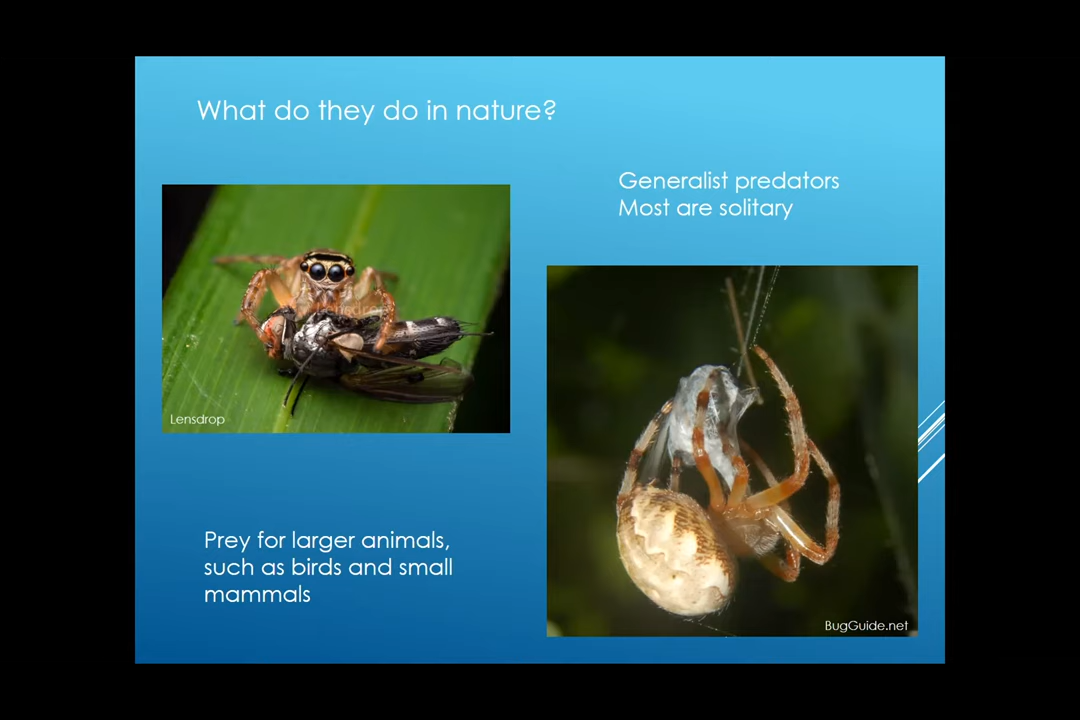 What do they do in nature?
Generalist predators
Most are solitary
Lensdrop
Prey for larger animals,
such as birds and small
mammals
BugGuide.net